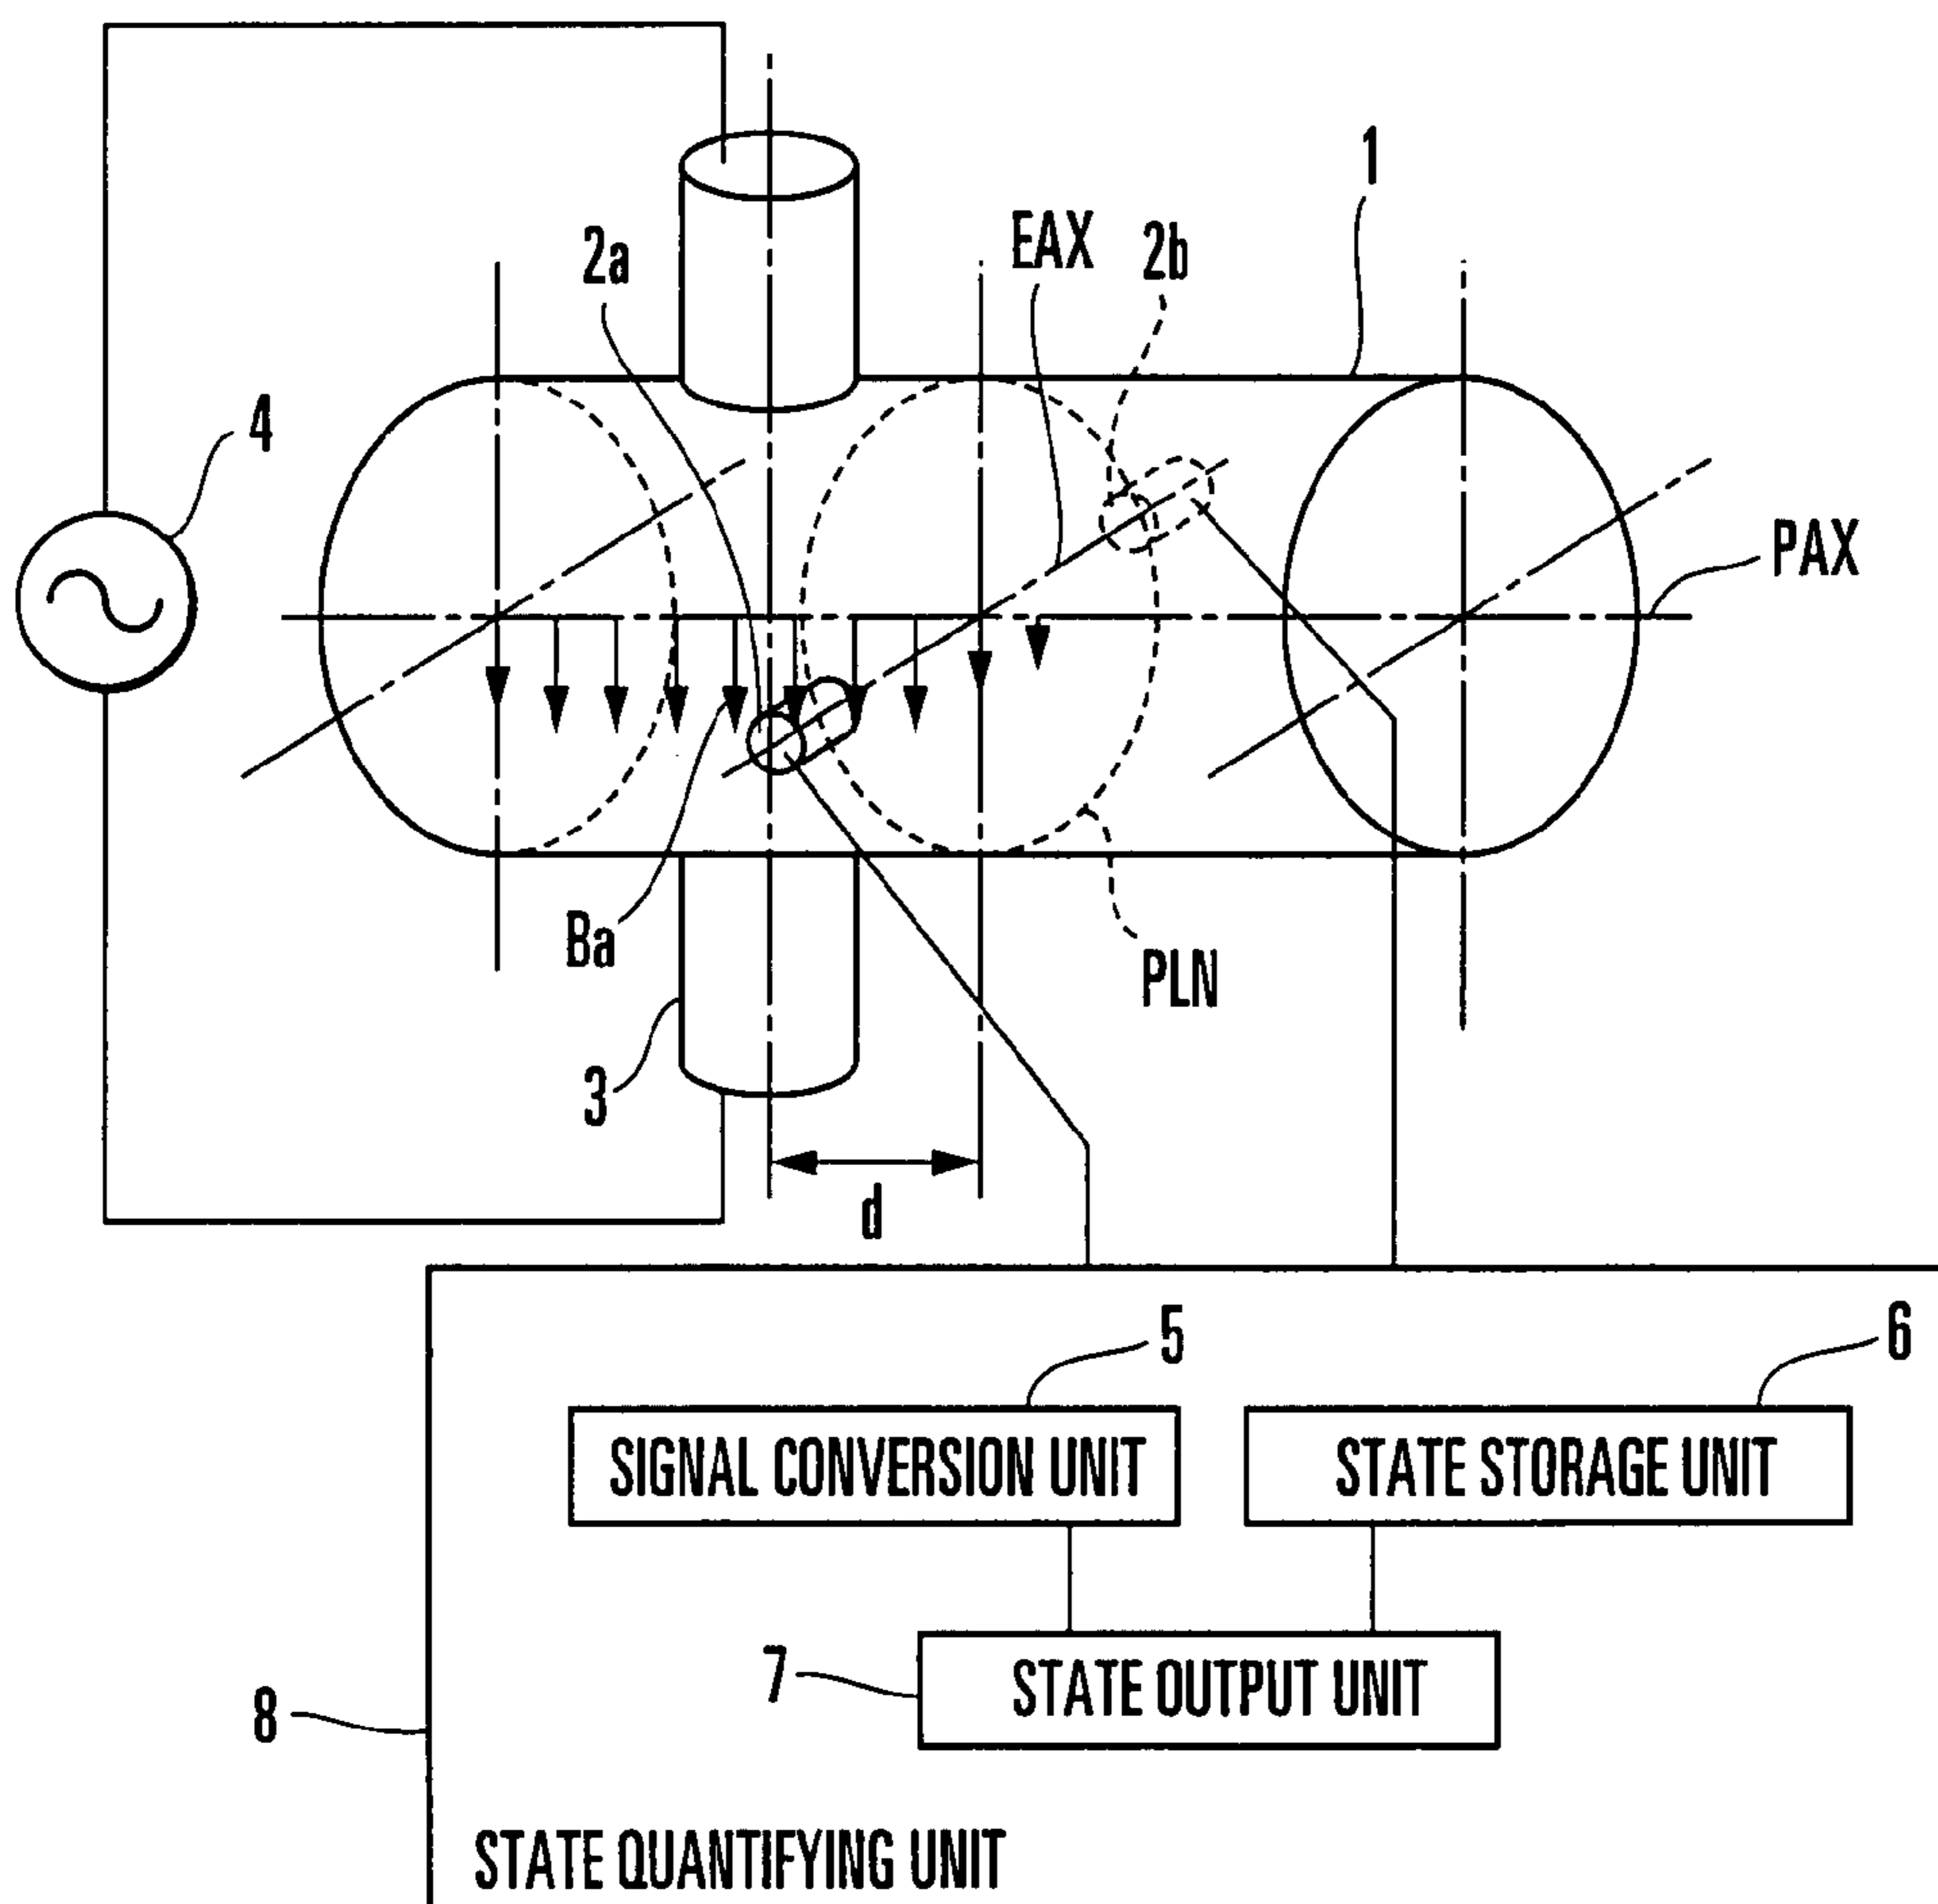 1
2a
EAX
2b
4
PAX
Ba
PLN
3
d
5
6
SIGNAL CONVERSION UNIT
STATE STORAGE UNIT
7
STATE OUTPUT UNIT
8
STATE QUANTIFYING UNIT